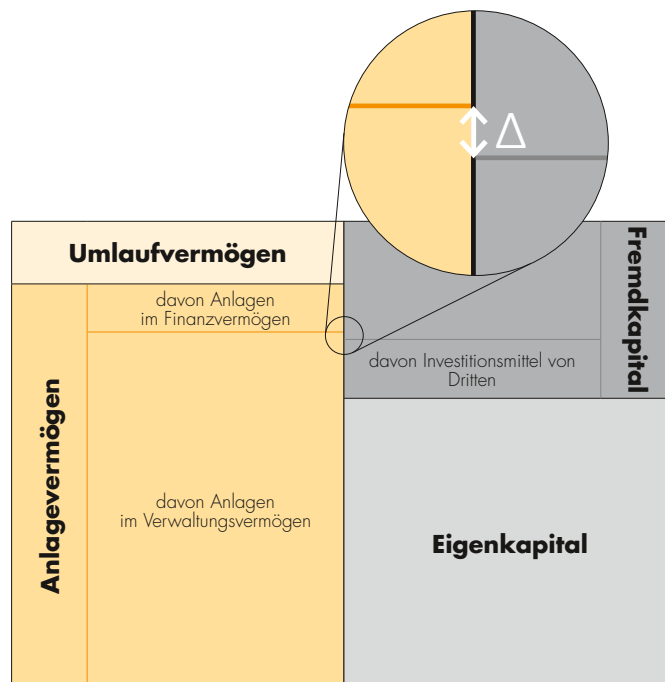 Δ
Umlaufvermögen
davon Anlagen
im Finanzvermögen
Anlagevermögen
davon Anlagen
im Verwaltungsvermögen
Fremdkapital
davon Investitionsmittel von
Dritten
Eigenkapital